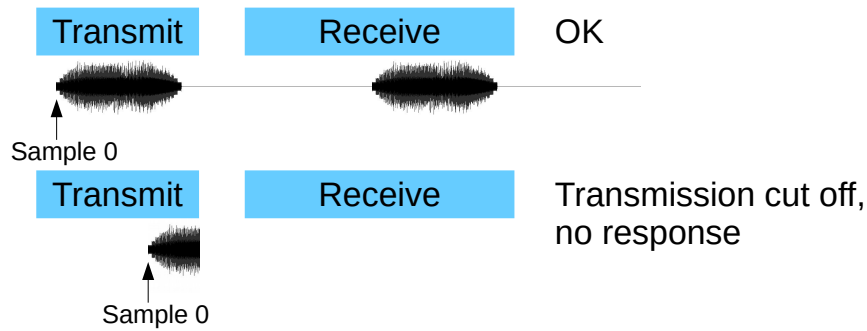 Transmit
Receive
OK
Sample 0
Transmit
Receive
Transmission cut off,
no response
Sample 0